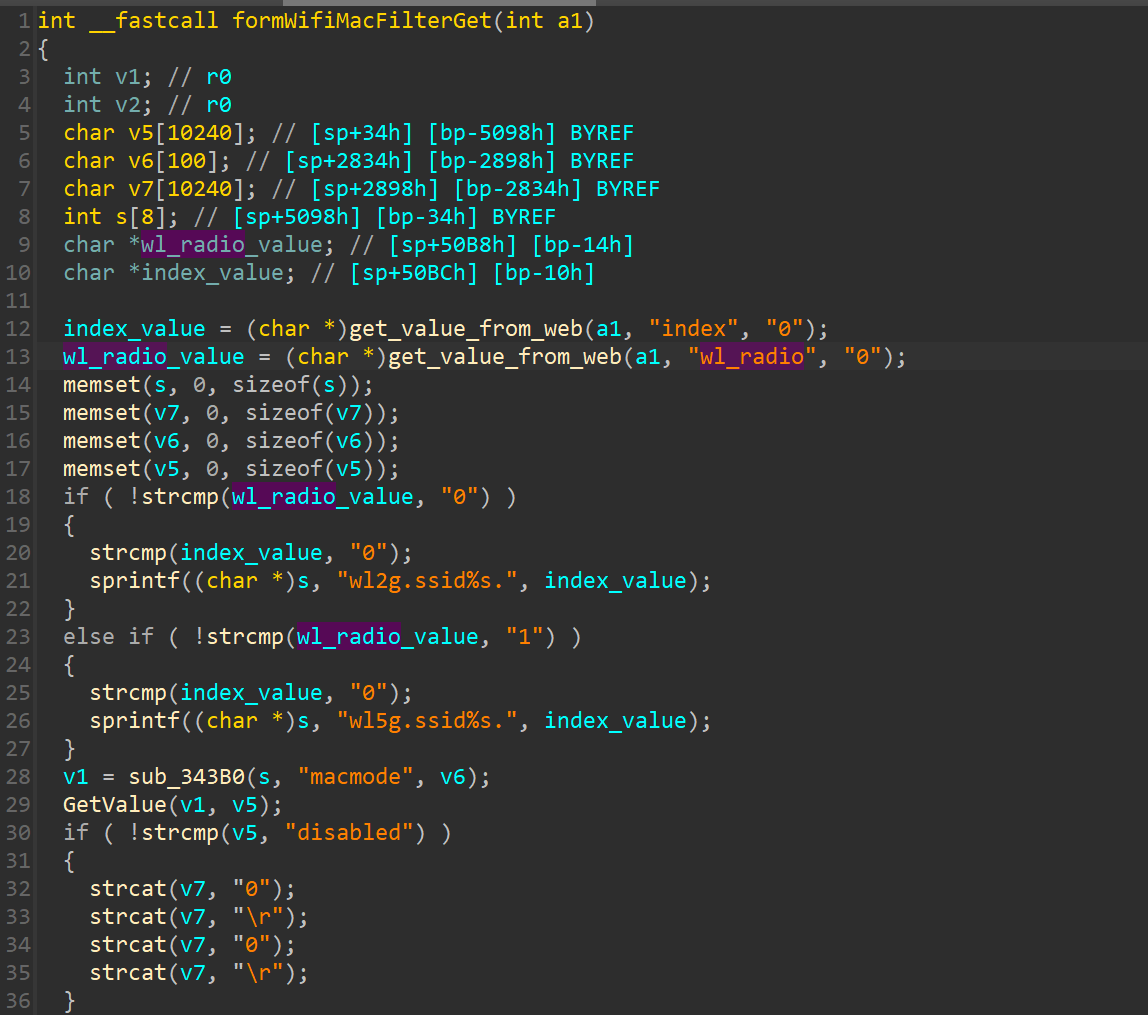 1 int __fastcall formWifiMacFilterGet(int a1)
2 {
3 int v1; // r0
4 int v2; // r0
5 char v5[10240]; // [sp+34h] [bp-5098h] BYREF
6 char v6[100]; // [sp+2834h] [bp-2898h] BYREF
7 char v7[10240]; // [sp+2898h] [bp-2834h] BYREF
8 int s[8]; // [sp+5098h] [bp-34h] BYREF
9 char *wl_radio_value; // [sp+50B8h] [bp-14h]
10 char *index_value; // [sp+50BCh] [bp-10h]
11
12 index_value = (char *)get_value_from_web(a1, "index", "0");
13 wl_radio_value = (char *)get_value_from_web(a1, "wl_radio", "0");
14 memset(s, 0, sizeof(s));
15 memset(v7, 0, sizeof(v7));
16 memset(v6, 0, sizeof(v6));
17 memset(v5, 0, sizeof(v5));
18 if ( !strcmp(wl_radio_value, "0") )
19 {
20 strcmp(index_value, "0");
21 sprintf((char *)s, "wl2g.ssid%s.", index_value);
22 }
23 else if ( !strcmp(wl_radio_value, "1") )
24 {
25 strcmp(index_value, "0");
26 sprintf((char *)s, "wl5g.ssid%s.", index_value);
27 }
28 v1 = sub_343B0(s, "macmode", v6);
29 GetValue(v1, v5);
30 if ( !strcmp(v5, "disabled") )
31 {
32 strcat(v7, "0");
33 strcat(v7, "\r");
34 strcat(v7, "0");
35 strcat(v7, "\r");
36 }